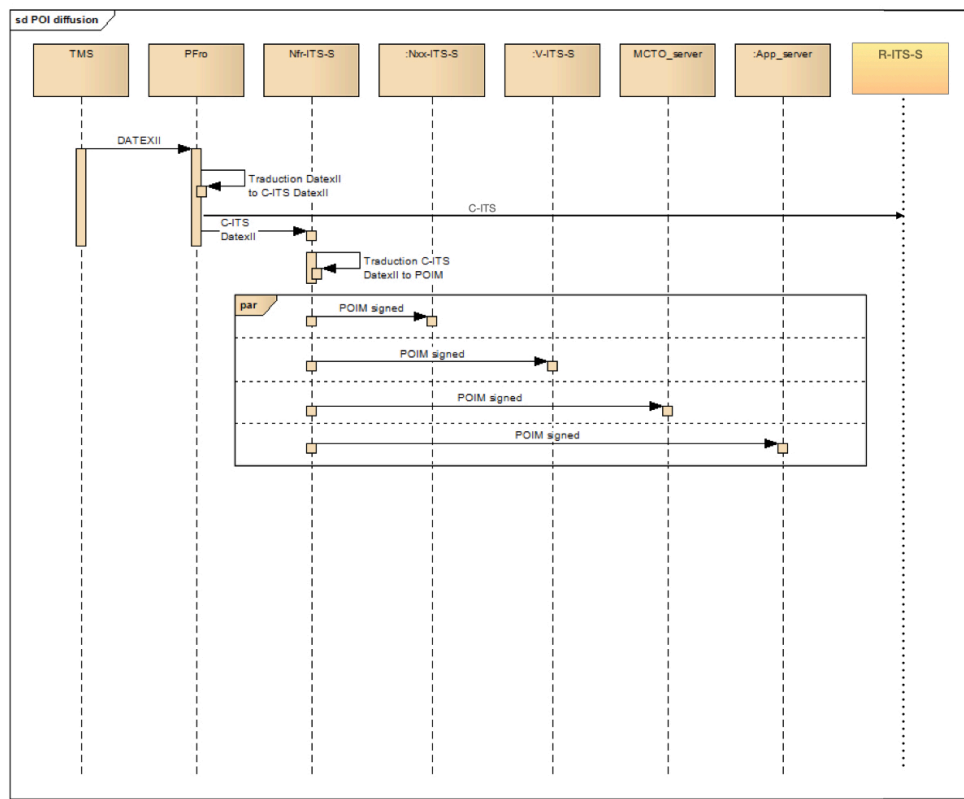 sd POI diffusion
TMS
PFro
Nfr-ITS-S
:Nxx-ITS-S
:V-ITS-S
MCTO_server
:App_server
R-ITS-S
DATEXII
Traduction DatexII
to C-ITS DatexII
C-ITS
C-ITS
DatexII
Traduction C-ITS
DatexII to POIM
par
POIM signed
POIM signed
POIM signed
POIM signed